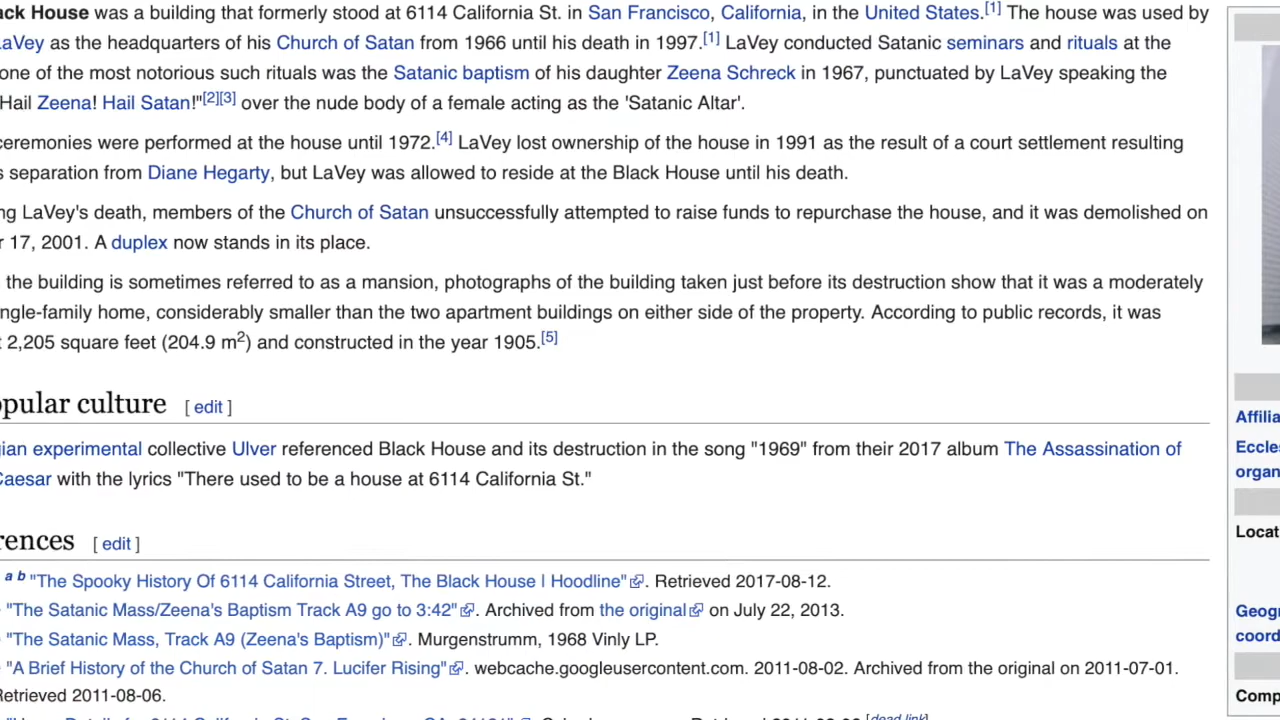 ack House was a building that formerly stood at 6114 California St. in San Francisco, California, in the United States.[1] The house was used by
LaVey as the headquarters of his Church of Satan from 1966 until his death in 1997.[1] LaVey conducted Satanic seminars and rituals at the
one of the most notorious such rituals was the Satanic baptism of his daughter Zeena Schreck in 1967, punctuated by LaVey speaking the
Hail Zeena! Hail Satan!"[2][3] over the nude body of a female acting as the 'Satanic Altar'.
ceremonies were performed at the house until 1972.[4] LaVey lost ownership of the house in 1991 as the result of a court settlement resulting
s separation from Diane Hegarty, but LaVey was allowed to reside at the Black House until his death.
ng LaVey's death, members of the Church of Satan unsuccessfully attempted to raise funds to repurchase the house, and it was demolished on
r 17, 2001. A duplex now stands in its place.
the building is sometimes referred to as a mansion, photographs of the building taken just before its destruction show that it was a moderately
ngle-family home, considerably smaller than the two apartment buildings on either side of the property. According to public records, it was
2,205 square feet (204.9 m2) and constructed in the year 1905.[5]
opular culture [ edit ]
gian experimental collective Ulver referenced Black House and its destruction in the song "1969" from their 2017 album The Assassination of
Caesar with the lyrics "There used to be a house at 6114 California St."
rences [ edit ]
a b "The Spooky History Of 6114 California Street, The Black House | Hoodline". Retrieved 2017-08-12.
"The Satanic Mass/Zeena's Baptism Track A9 go to 3:42". Archived from the original on July 22, 2013.
"The Satanic Mass, Track A9 (Zeena's Baptism)". Murgenstrumm, 1968 Vinly LP.
"A Brief History of the Church of Satan 7. Lucifer Rising". webcache.googleusercontent.com. 2011-08-02. Archived from the original on 2011-07-01.
Retrieved 2011-08-06.
[dead link]
Affilia
Eccle
organ
Locat
Geogr
coord
Comp